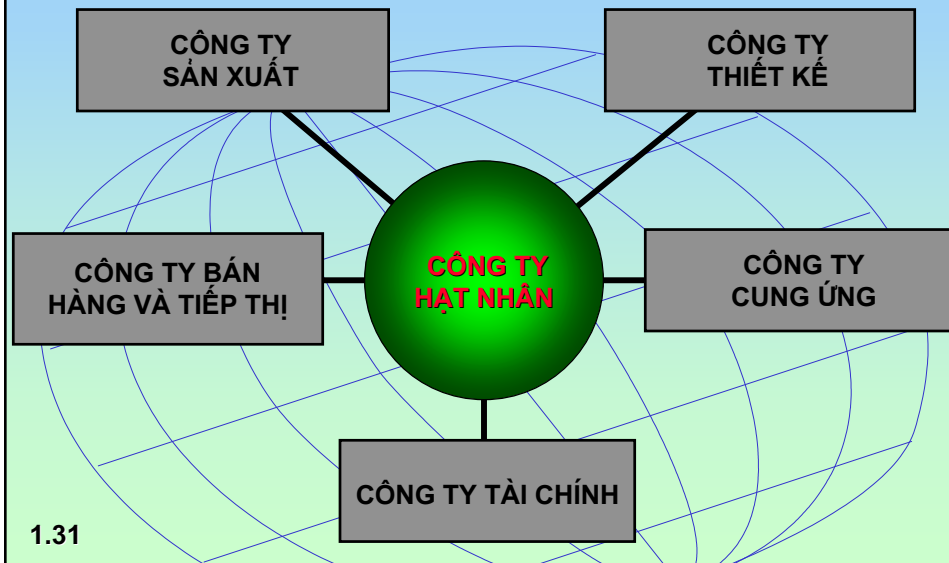 CÔNG TY
SẢN XUẤT
CÔNG TY
THIẾT KẾ
CÔNG TY BÁN
HÀNG VÀ TIẾP THỊ
CÔNG TY
HẠT NHÂN
CÔNG TY
CUNG ỨNG
CÔNG TY TÀI CHÍNH
1.31